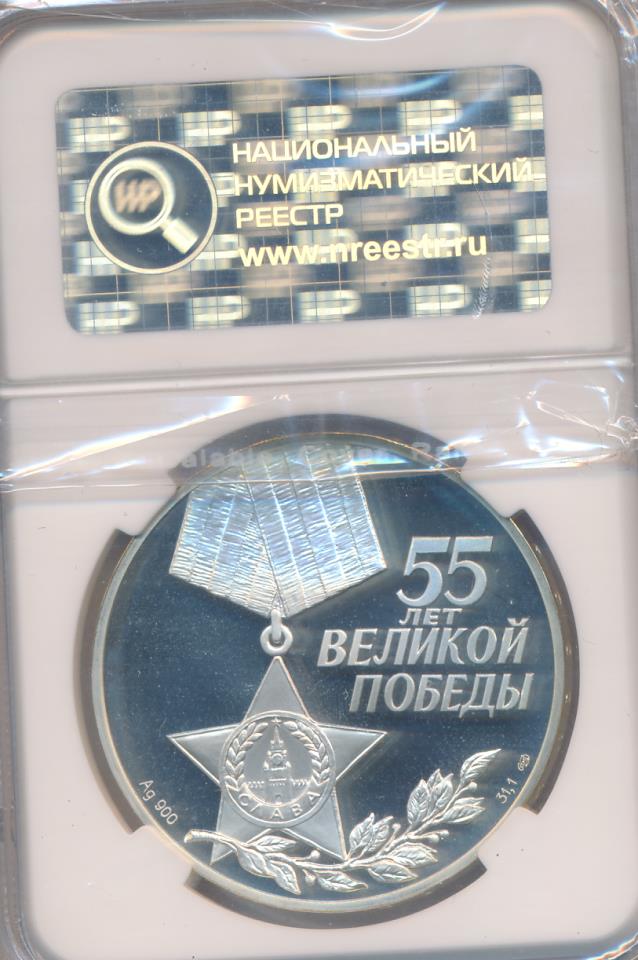 НАЦИОНАЛЬНЫЙ
НУМИЗМАТИЧЕСКИЙ
РЕЕСТР
www.nreestr.ru
55
ЛЕТ
ВЕЛИКОЙ
ПОБЕДЫ
СЛАВА
Ag 900
31,1